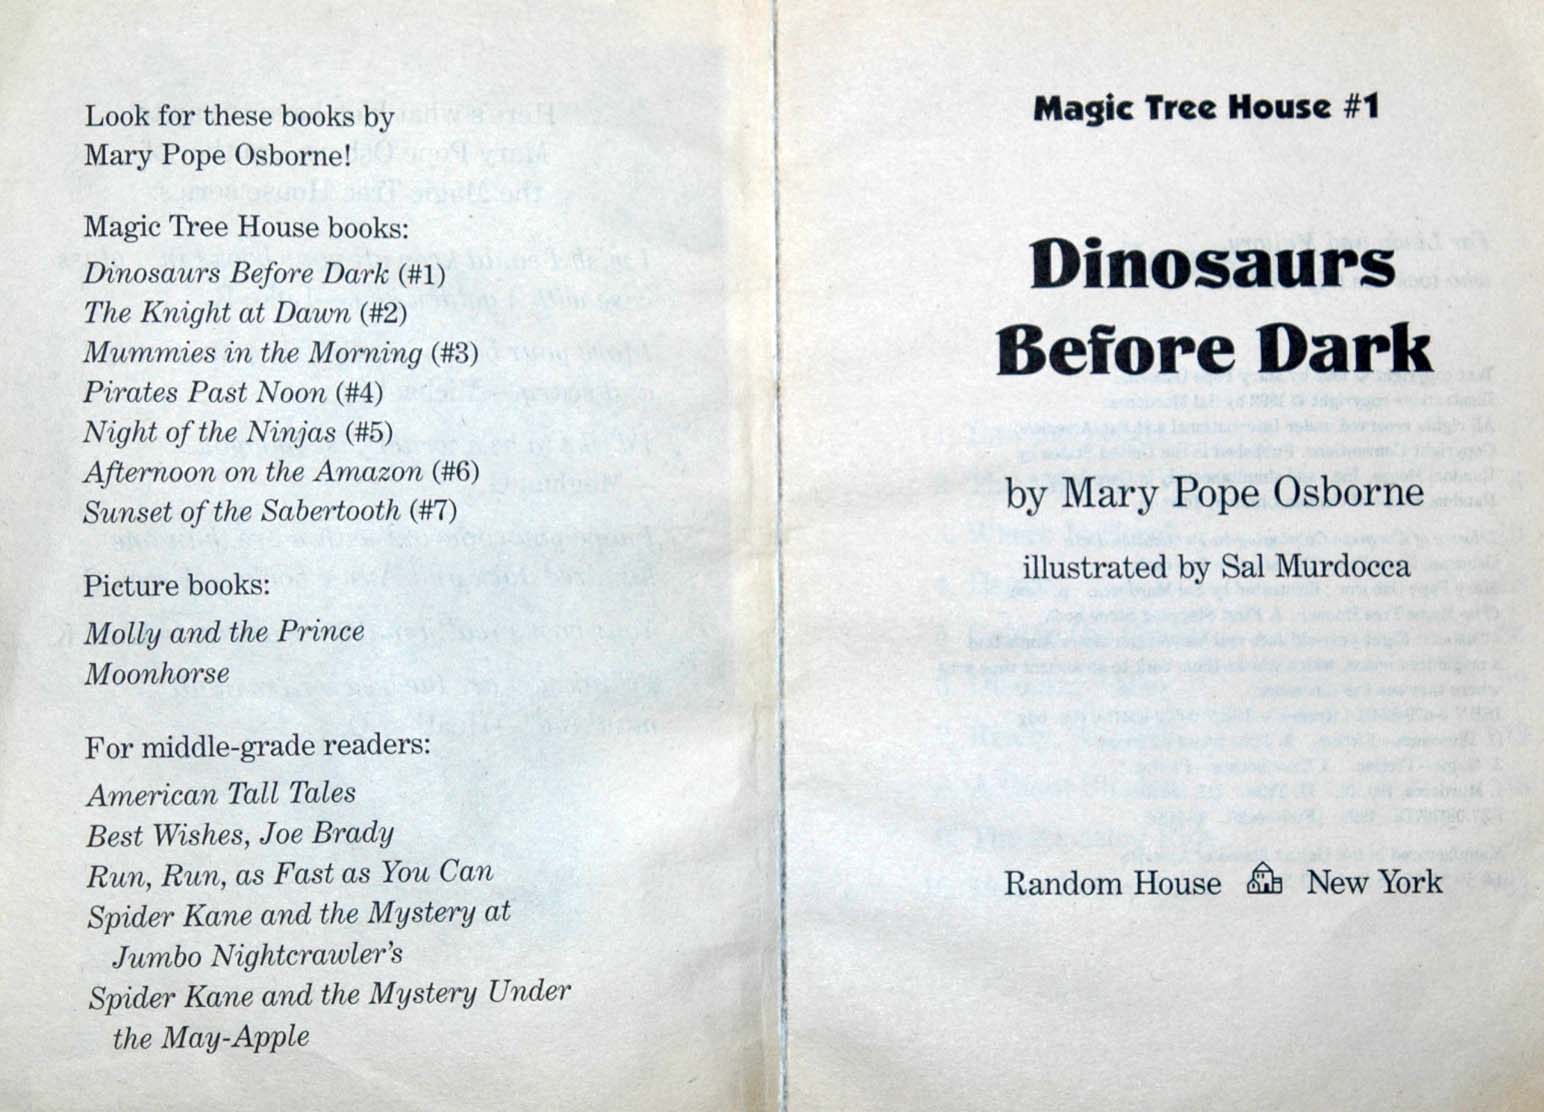 Look for these books by
Mary Pope Osborne!
Magic Tree House books:
Dinosaurs Before Dark (#1)
The Knight at Dawn (#2)
Mummies in the Morning (#3)
Pirates Past Noon (#4)
Night of the Ninjas (#5)
Afternoon on the Amazon (#6)
Sunset of the Sabertooth (#7)
Picture books:
Molly and the Prince
Moonhorse
For middle-grade readers:
American Tall Tales
Best Wishes, Joe Brady
Run, Run, as Fast as You Can
Spider Kane and the Mystery at
Jumbo Nightcrawler's
Spider Kane and the Mystery Under
the May-Apple
Magic Tree House #1
Dinosaurs
Before Dark
by Mary Pope Osborne
illustrated by Sal Murdocca
Random House New York